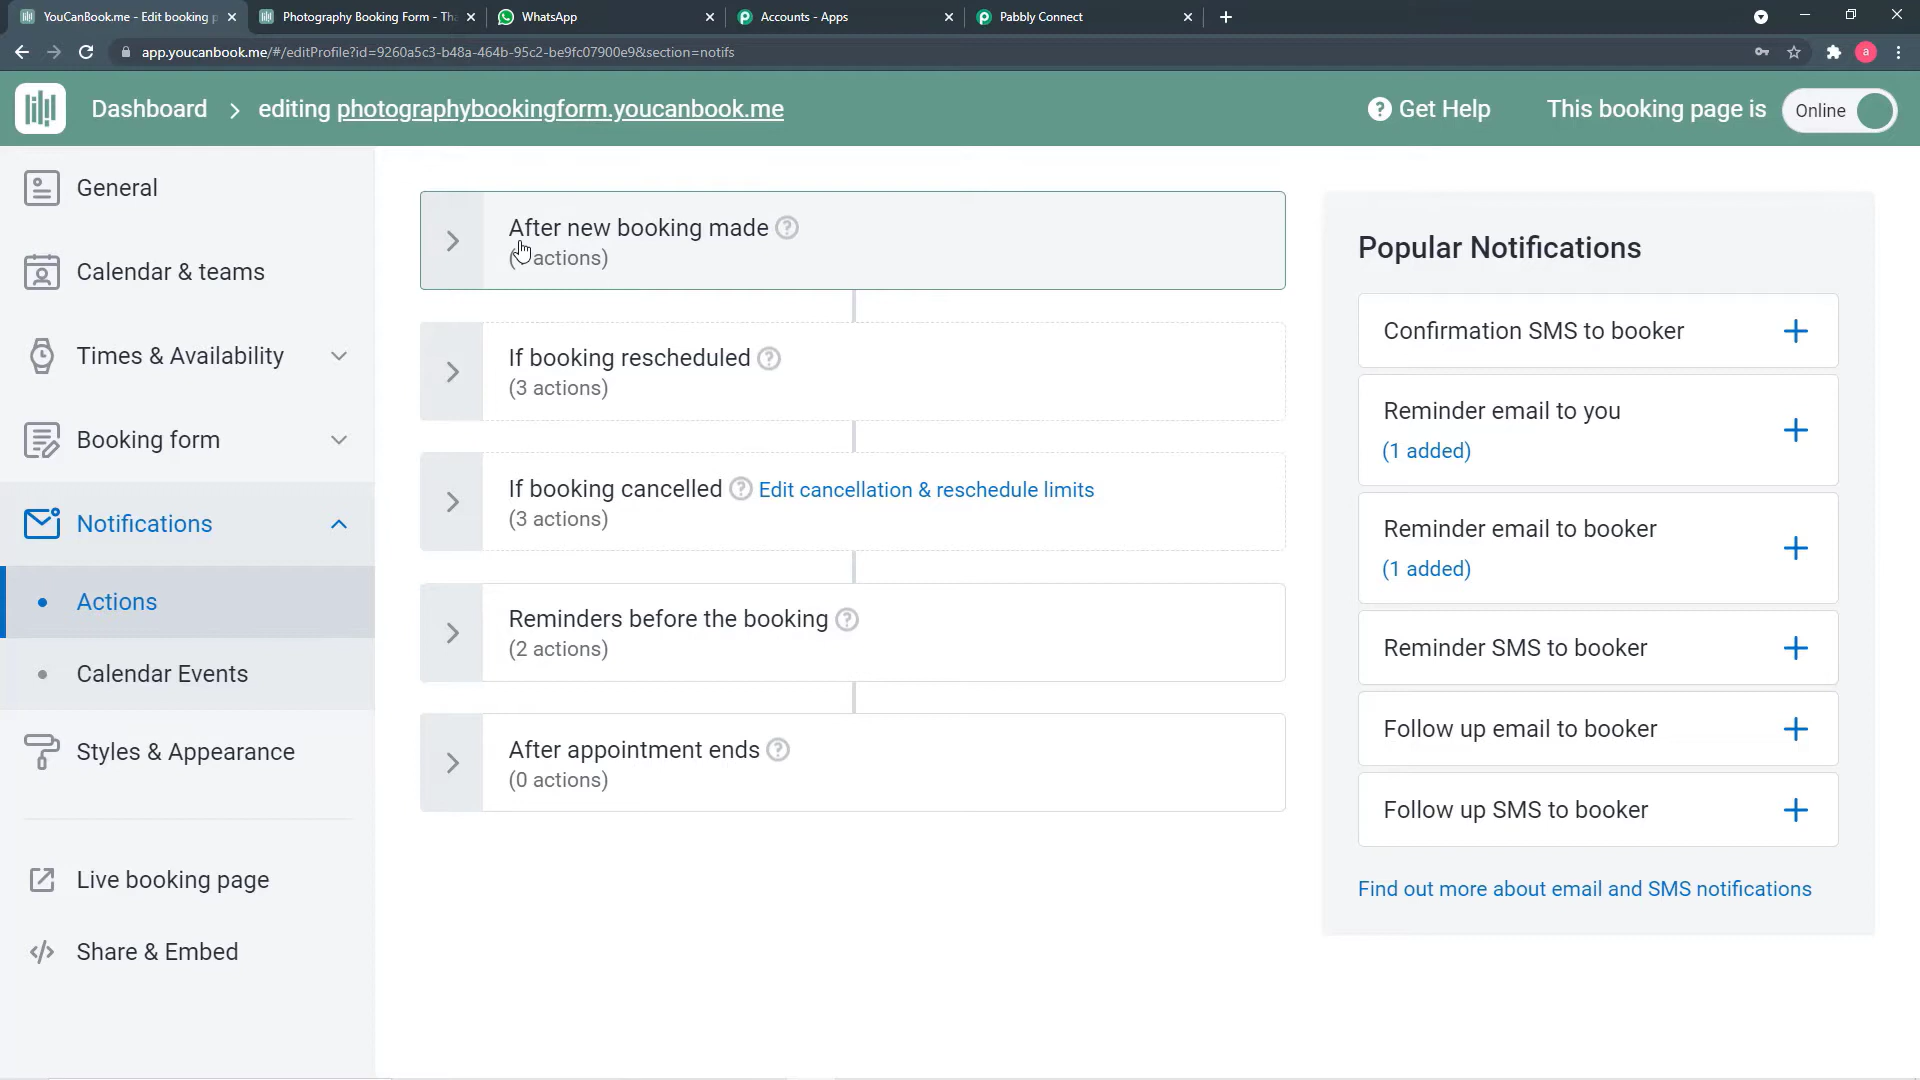 YouCanBook.me - Edit booking p
Photography Booking Form - Tha
WhatsApp
Accounts - Apps
Pabbly Connect
app.youcanbook.me/#/editProfile?id=9260a5c3-b48a-464b-95c2-be9fc07900e9&section=notifs
a
Dashboard > editing photographybookingform.youcanbook.me
Get Help
This booking page is
Online
General
Calendar & teams
Times & Availability
Booking form
Notifications
Actions
Calendar Events
Styles & Appearance
Live booking page
Share & Embed
After new booking made
actions)
If booking rescheduled
(3 actions)
If booking cancelled
Edit cancellation & reschedule limits
(3 actions)
Reminders before the booking
(2 actions)
After appointment ends
(0 actions)
Popular Notifications
Confirmation SMS to booker
Reminder email to you
(1 added)
Reminder email to booker
(1 added)
Reminder SMS to booker
Follow up email to booker
Follow up SMS to booker
Find out more about email and SMS notifications